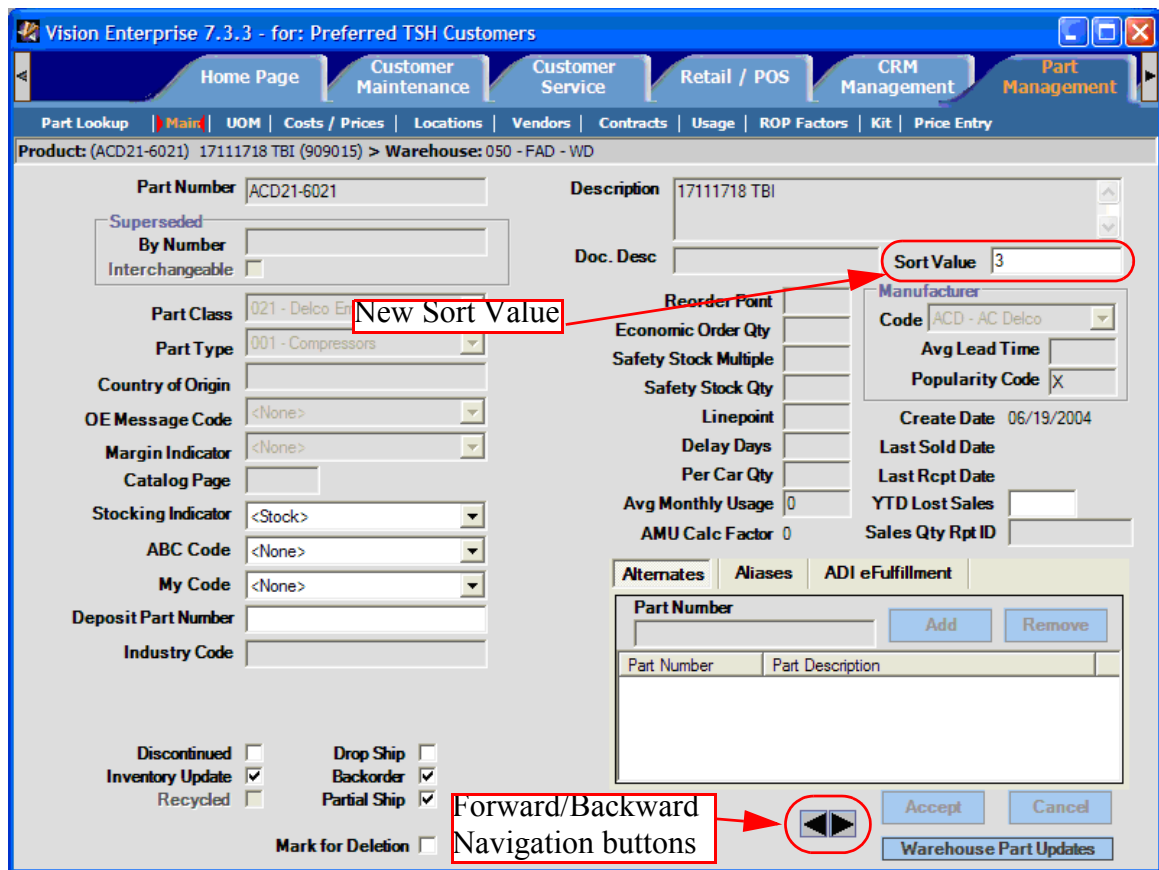 Vision Enterprise 7.3.3 - for: Preferred TSH Customers
Home Page
Customer Maintenance
Customer Service
Retail / POS
CRM Management
Part Management
Part Lookup | Main | UOM | Costs / Prices | Locations | Vendors | Contracts | Usage | ROP Factors | Kit | Price Entry
Product: (ACD21-6021) 17111718 TBI (909015) > Warehouse: 050 - FAD - WD
Part Number ACD21-6021
Superseded
By Number
Interchangeable
Part Class 021 - Delco
Part Type 001 - Compressors
Country of Origin
OE Message Code <None>
Margin Indicator <None>
Catalog Page
Stocking Indicator <Stock>
ABC Code <None>
My Code <None>
Deposit Part Number
Industry Code
Discontinued
Drop Ship
Inventory Update
Backorder
Recycled
Partial Ship
Mark for Deletion
New Sort Value
Description 17111718 TBI
Doc. Desc
Sort Value 3
Reorder Point
Economic Order Qty
Safety Stock Multiple
Safety Stock Qty
Linepoint
Delay Days
Per Car Qty
Avg Monthly Usage 0
AMU Calc Factor 0
Manufacturer
Code ACD - AC Delco
Avg Lead Time
Popularity Code X
Create Date 06/19/2004
Last Sold Date
Last Rcpt Date
YTD Lost Sales
Sales Qty Rpt ID
Alternates
Aliases
ADI eFulfillment
Part Number
Add
Remove
Part Number
Part Description
Forward/Backward
Navigation buttons
Accept
Cancel
Warehouse Part Updates